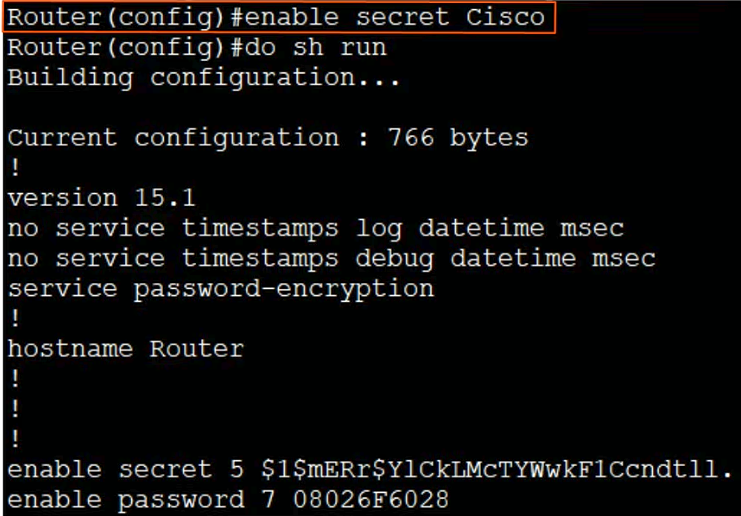 Router(config)#enable secret Cisco
Router(config)#do sh run
Building configuration...
Current configuration : 766 bytes
!
version 15.1
no service timestamps log datetime msec
no service timestamps debug datetime msec
service password-encryption
!
hostname Router
!
!
!
enable secret 5 $1$mERr$YlCkLMcTYWwkF1Ccndtll.
enable password 7 08026F6028